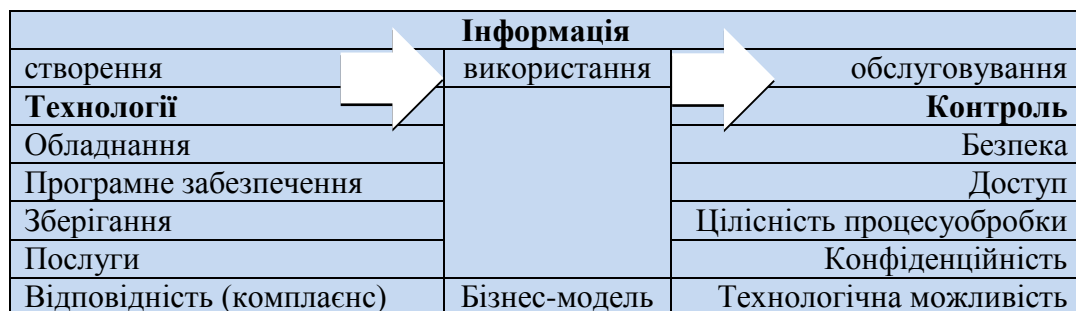 Інформація
створення використання обслуговування
Технології Контроль
Обладнання Безпека
Програмне забезпечення Доступ
Зберігання Цілісність процесуобробки
Послуги Конфіденційність
Відповідність (комплаєнс) Бізнес-модель Технологічна можливість